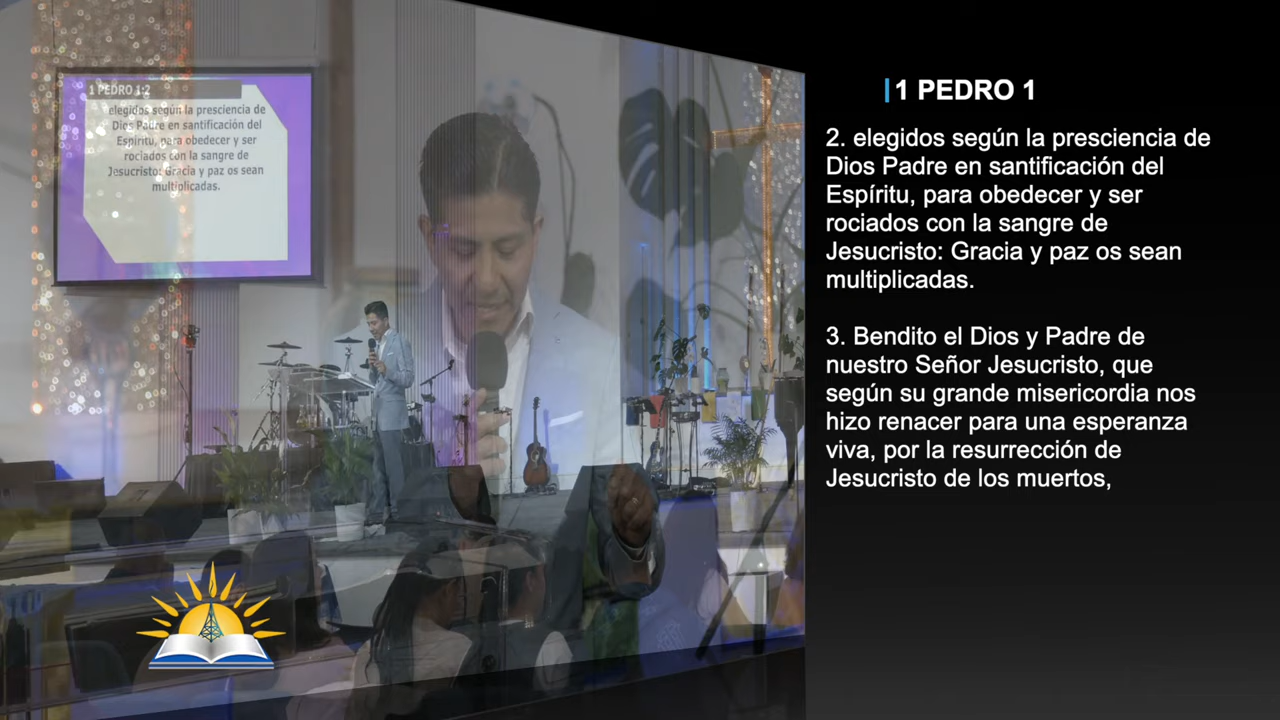 1 PEDRO 1:2
elegidos según la presciencia de
Dios Padre en santificación del
Espíritu, para obedecer y ser
rociados con la sangre de
Jesucristo: Gracia y paz os sean
multiplicadas.
1 PEDRO 1
2. elegidos según la presciencia de
Dios Padre en santificación del
Espíritu, para obedecer y ser
rociados con la sangre de
Jesucristo: Gracia y paz os sean
multiplicadas.
3. Bendito el Dios y Padre de
nuestro Señor Jesucristo, que
según su grande misericordia nos
hizo renacer para una esperanza
viva, por la resurrección de
Jesucristo de los muertos,